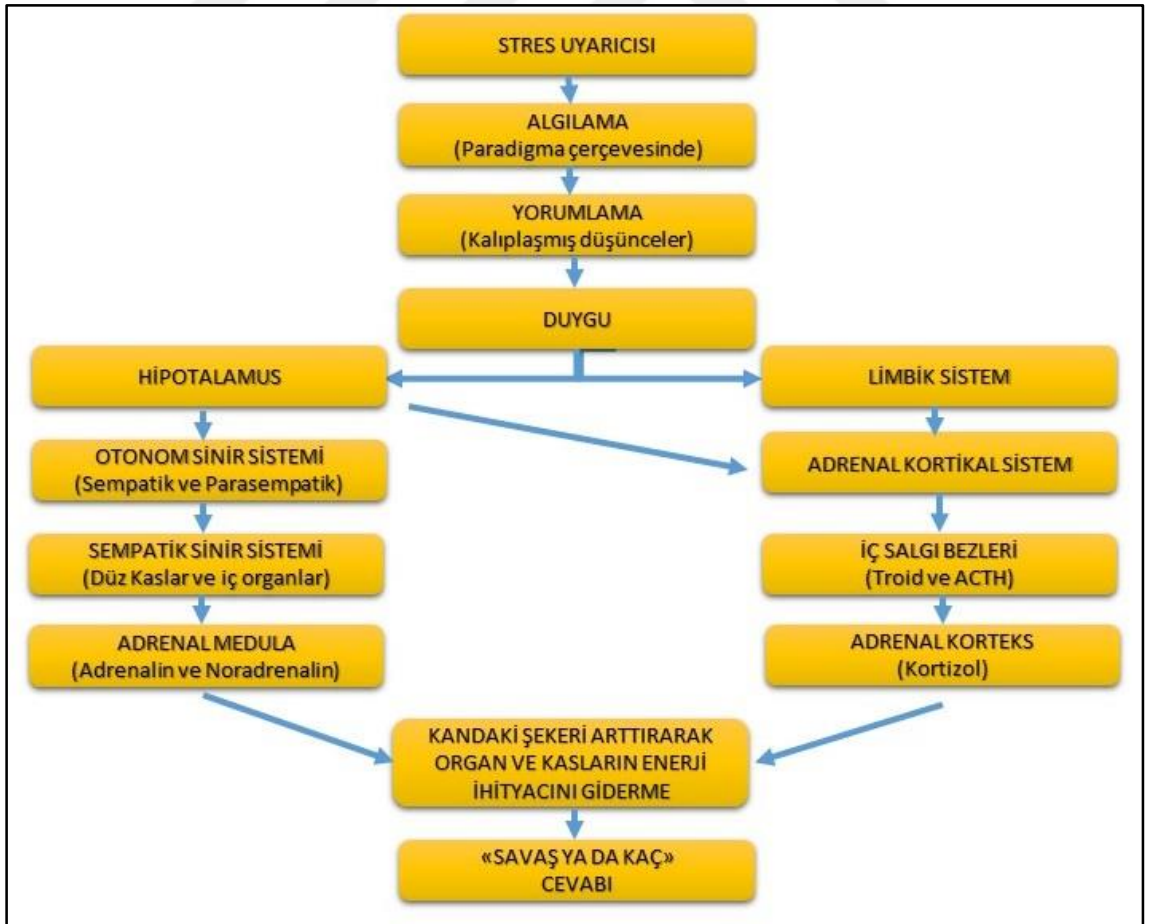 STRES UYARICISI
ALGILAMA
(Paradigma çerçevesinde)
YORUMLAMA
(Kalıplaşmış düşünceler)
DUYGU
HİPOTALAMUS
LİMBİK SİSTEM
OTONOM SİNİR SİSTEMİ
(Sempatik ve Parasempatik)
ADRENAL KORTİKAL SİSTEM
SEMPATİK SİNİR SİSTEMİ
(Düz Kaslar ve iç organlar)
İÇ SALGI BEZLERİ
(Troid ve ACTH)
ADRENAL MEDULA
(Adrenalin ve Noradrenalin)
ADRENAL KORTEKS
(Kortizol)
KANDAKİ ŞEKERİ ARTTIRARAK
ORGAN VE KASLARIN ENERJİ
İHİTYACINI GİDERME
«SAVAŞ YA DA KAÇ»
CEVABI